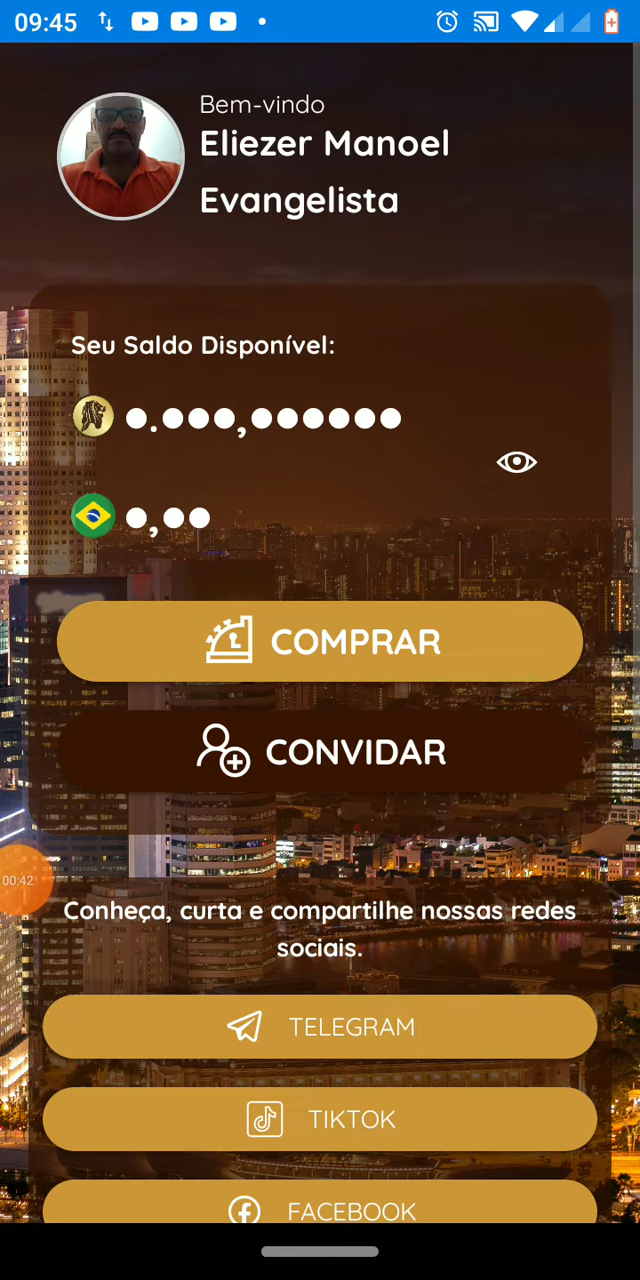 09:45
Bem-vindo
Eliezer Manoel
Evangelista
Seu Saldo Disponível:
●.●●●,●●●●●●
●,●●
COMPRAR
CONVIDAR
00:42
Conheça, curta e compartilhe nossas redes
sociais.
TELEGRAM
TIKTOK
FACEBOOK